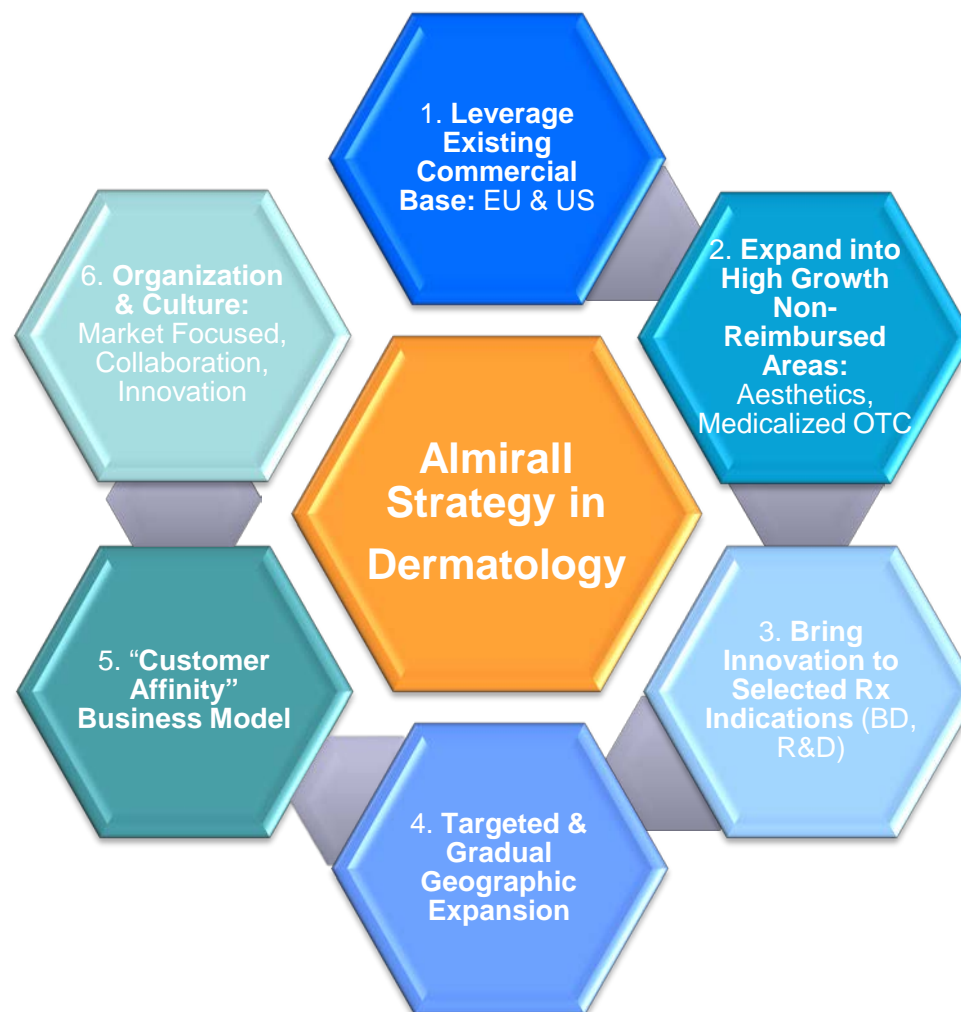 1. Leverage
Existing
Commercial
Base: EU & US
2. Expand into
High Growth
Non-
Reimbursed
Areas:
Aesthetics,
Medicalized OTC
3. Bring
Innovation to
Selected Rx
Indications (BD,
R&D)
4. Targeted &
Gradual
Geographic
Expansion
5. “Customer
Affinity”
Business Model
6. Organization
& Culture:
Market Focused,
Collaboration,
Innovation
Almirall
Strategy in
Dermatology